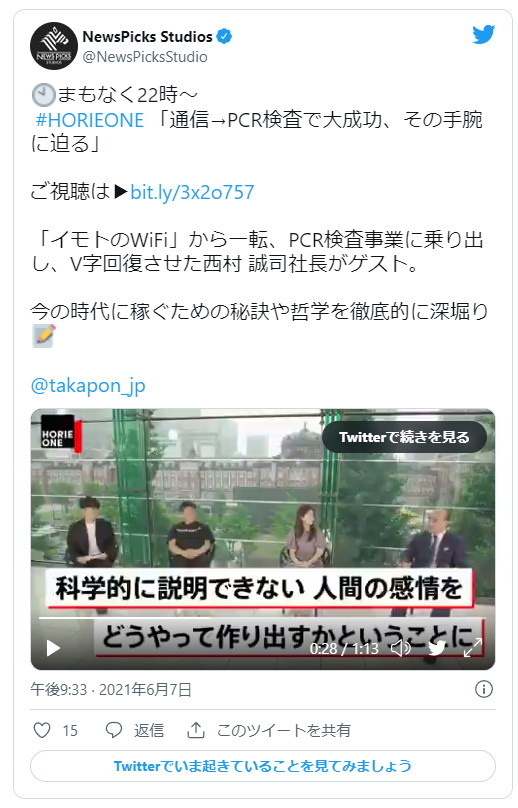 NEWS PICKS
STUDIOS
NewsPicks Studios
@NewsPicksStudio
🕙まもなく22時～
#HORIEONE 「通信→PCR検査で大成功、その手腕
に迫る」
ご視聴は▶bit.ly/3x2o757
「イモトのWiFi」から一転、PCR検査事業に乗り出
し、V字回復させた西村 誠司社長がゲスト。
今の時代に稼ぐための秘訣や哲学を徹底的に深堀り
📝
@takapon_jp
HORIE
ONE
Twitterで続きを見る
科学的に説明できない 人間の感情を
どうやって作り出すかということに
0:28 / 1:13
午後9:33 · 2021年6月7日
15 返信 このツイートを共有
Twitterでいま起きていることを見てみましょう